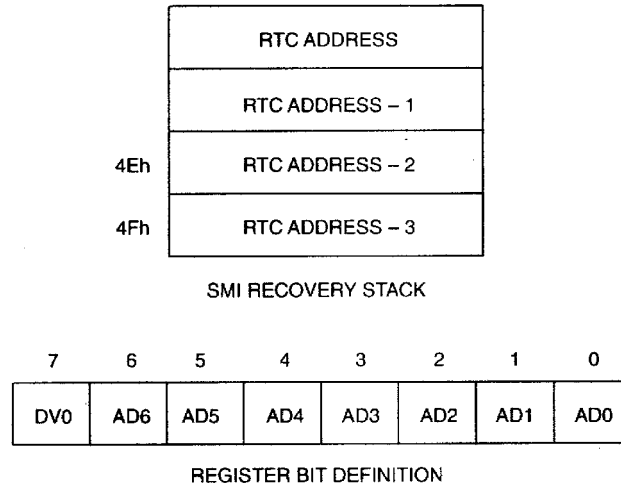 RTC ADDRESS
RTC ADDRESS – 1
4Eh RTC ADDRESS – 2
4Fh RTC ADDRESS – 3
SMI RECOVERY STACK
7 6 5 4 3 2 1 0
DV0 AD6 AD5 AD4 AD3 AD2 AD1 AD0
REGISTER BIT DEFINITION